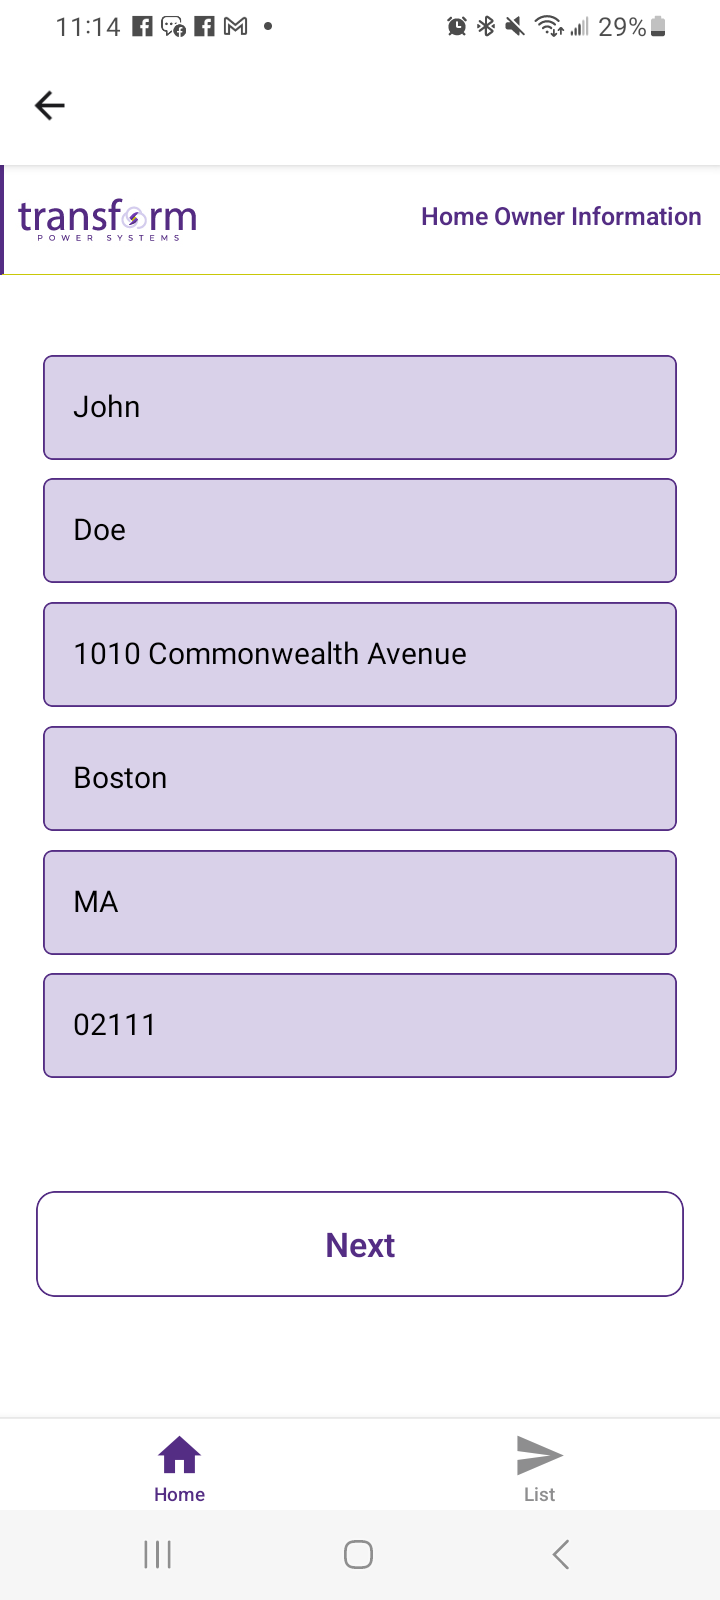 11:14 29%
transform Home Owner Information
POWER SYSTEMS
John
Doe
1010 Commonwealth Avenue
Boston
MA
02111
Next
Home List